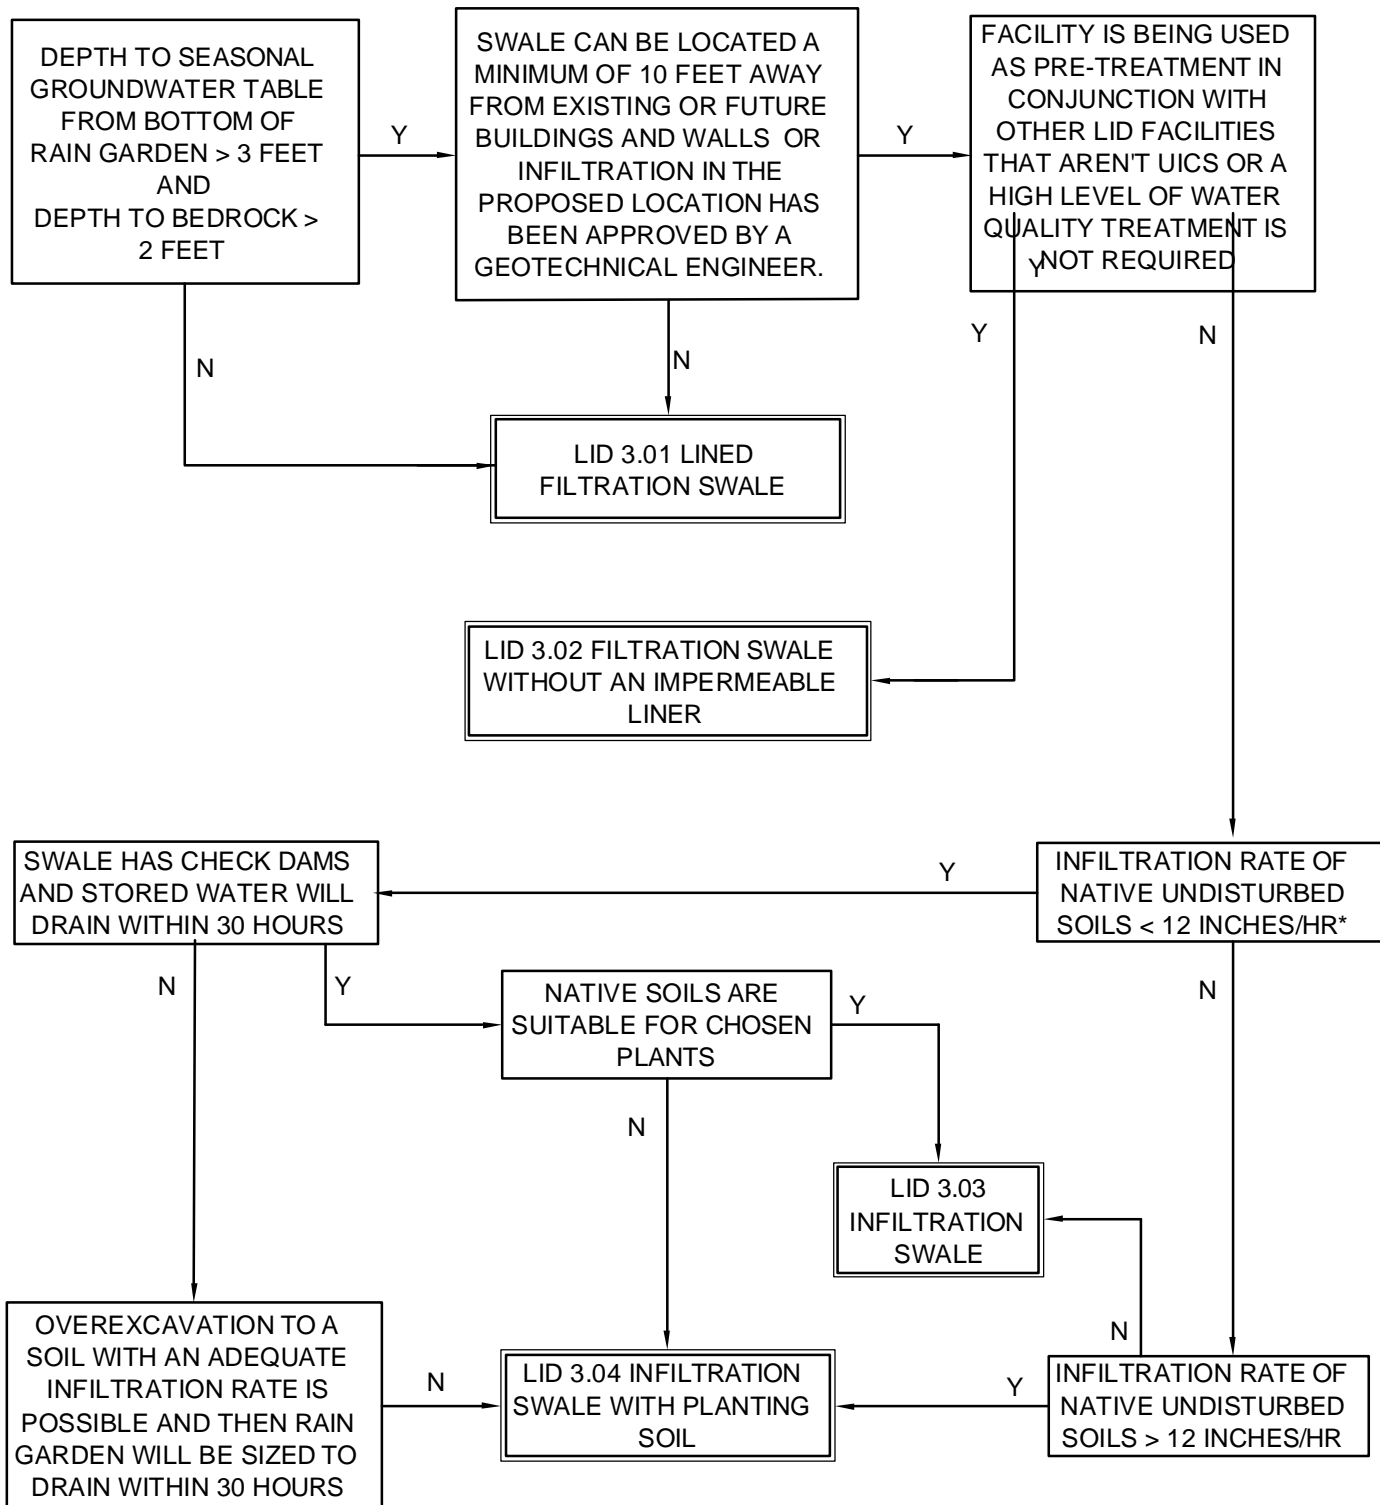 DEPTH TO SEASONAL
GROUNDWATER TABLE
FROM BOTTOM OF
RAIN GARDEN > 3 FEET
AND
DEPTH TO BEDROCK >
2 FEET
Y
SWALE CAN BE LOCATED A
MINIMUM OF 10 FEET AWAY
FROM EXISTING OR FUTURE
BUILDINGS AND WALLS OR
INFILTRATION IN THE
PROPOSED LOCATION HAS
BEEN APPROVED BY A
GEOTECHNICAL ENGINEER.
Y
FACILITY IS BEING USED
AS PRE-TREATMENT IN
CONJUNCTION WITH
OTHER LID FACILITIES
THAT AREN'T UICS OR A
HIGH LEVEL OF WATER
QUALITY TREATMENT IS
NOT REQUIRED
Y
N
N
Y
N
LID 3.01 LINED
FILTRATION SWALE
LID 3.02 FILTRATION SWALE
WITHOUT AN IMPERMEABLE
LINER
SWALE HAS CHECK DAMS
AND STORED WATER WILL
DRAIN WITHIN 30 HOURS
Y
INFILTRATION RATE OF
NATIVE UNDISTURBED
SOILS < 12 INCHES/HR*
N
Y
NATIVE SOILS ARE
SUITABLE FOR CHOSEN
PLANTS
Y
N
N
LID 3.03
INFILTRATION
SWALE
OVEREXCAVATION TO A
SOIL WITH AN ADEQUATE
INFILTRATION RATE IS
POSSIBLE AND THEN RAIN
GARDEN WILL BE SIZED TO
DRAIN WITHIN 30 HOURS
N
LID 3.04 INFILTRATION
SWALE WITH PLANTING
SOIL
Y
N
INFILTRATION RATE OF
NATIVE UNDISTURBED
SOILS > 12 INCHES/HR